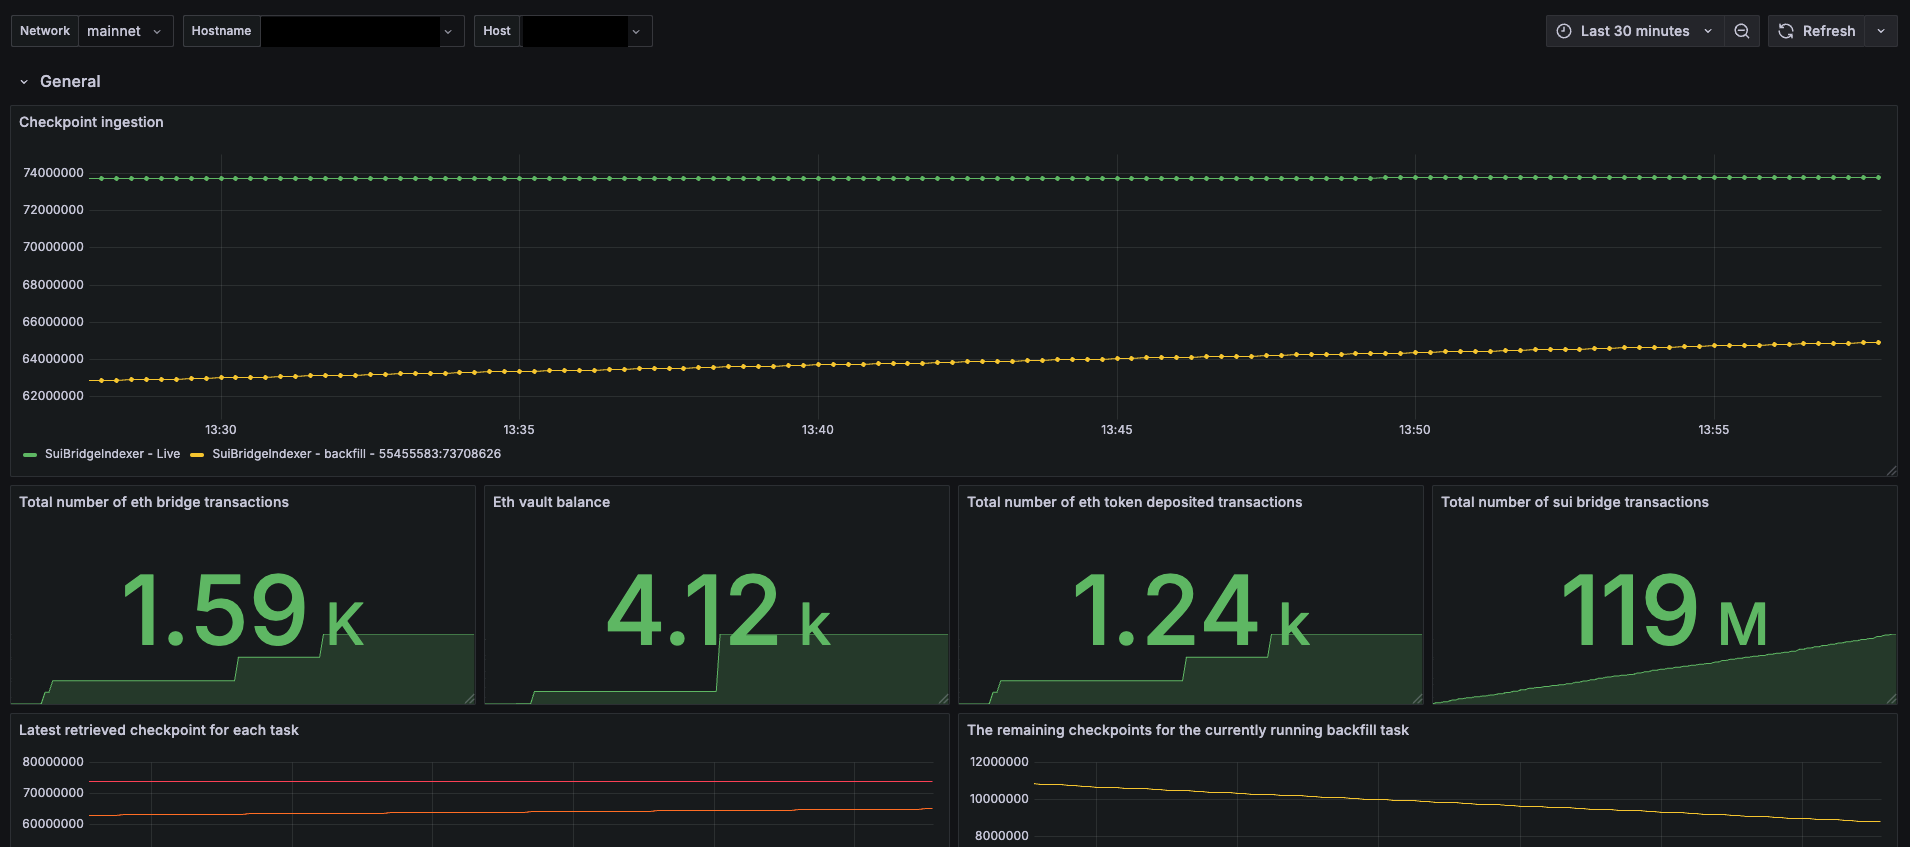 Network mainnet Hostname Host Last 30 minutes Refresh
General
Checkpoint ingestion
74000000
72000000
70000000
68000000
66000000
64000000
62000000
13:30 13:35 13:40 13:45 13:50 13:55
SuiBridgeIndexer - Live SuiBridgeIndexer - backfill - 55455583:73708626
Total number of eth bridge transactions
1.59 K
Eth vault balance
4.12 k
Total number of eth token deposited transactions
1.24 k
Total number of sui bridge transactions
119 M
Latest retrieved checkpoint for each task
80000000
70000000
60000000
The remaining checkpoints for the currently running backfill task
12000000
10000000
8000000